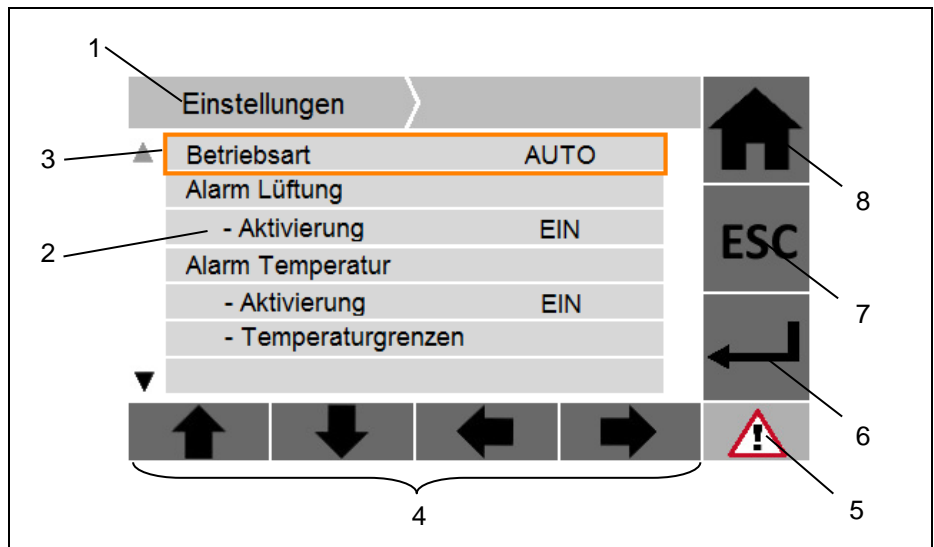 1
Einstellungen
3
Betriebsart AUTO
Alarm Lüftung
8
2
- Aktivierung EIN
ESC
Alarm Temperatur
- Aktivierung EIN
7
- Temperaturgrenzen
6
5
4